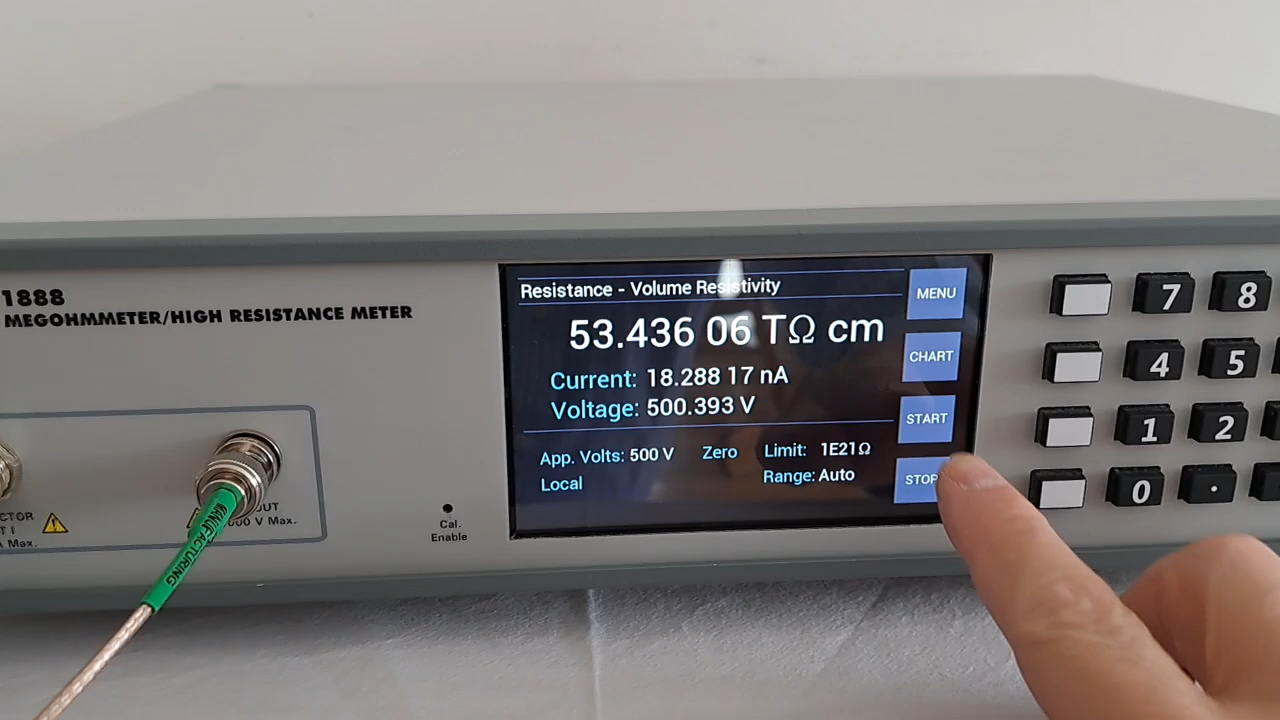 1888
MEGOHMMETER/HIGH RESISTANCE METER
Resistance - Volume Resistivity
53.436 06 TΩ cm
Current: 18.288 17 nA
Voltage: 500.393 V
App. Volts: 500 V Zero Limit: 1E21Ω
Local Range: Auto
MENU
CHART
START
STOP
7 8
4 5
1 2
0 .
V Max.
Max.
MANUFACTURING
Cal.
Enable